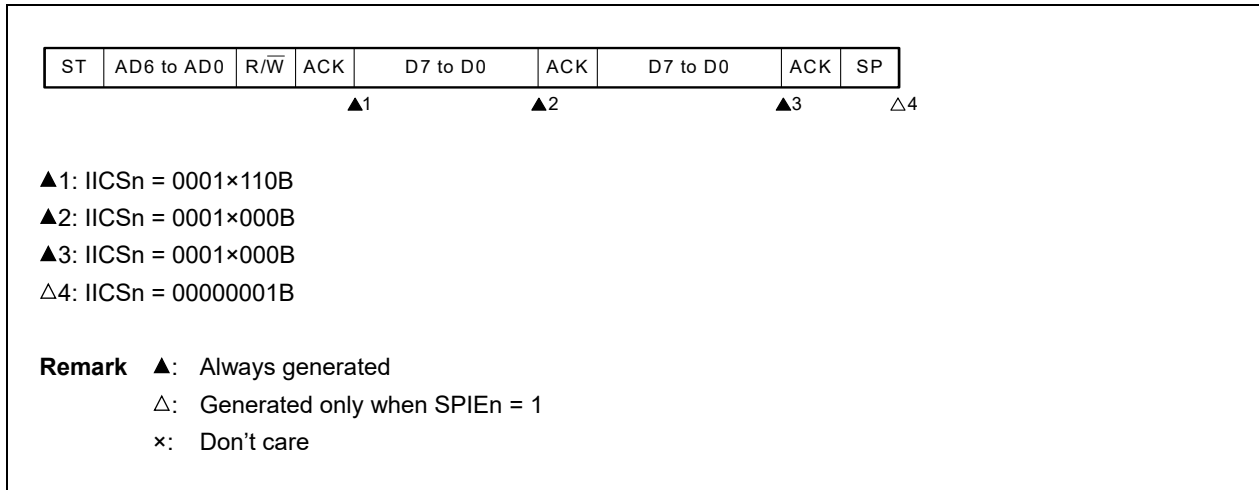 ST AD6 to AD0 R/W̅ ACK D7 to D0 ACK D7 to D0 ACK SP
▲1 ▲2 ▲3 △4
▲1: IICSn = 0001×110B
▲2: IICSn = 0001×000B
▲3: IICSn = 0001×000B
△4: IICSn = 00000001B
Remark ▲: Always generated
△: Generated only when SPIEn = 1
×: Don’t care